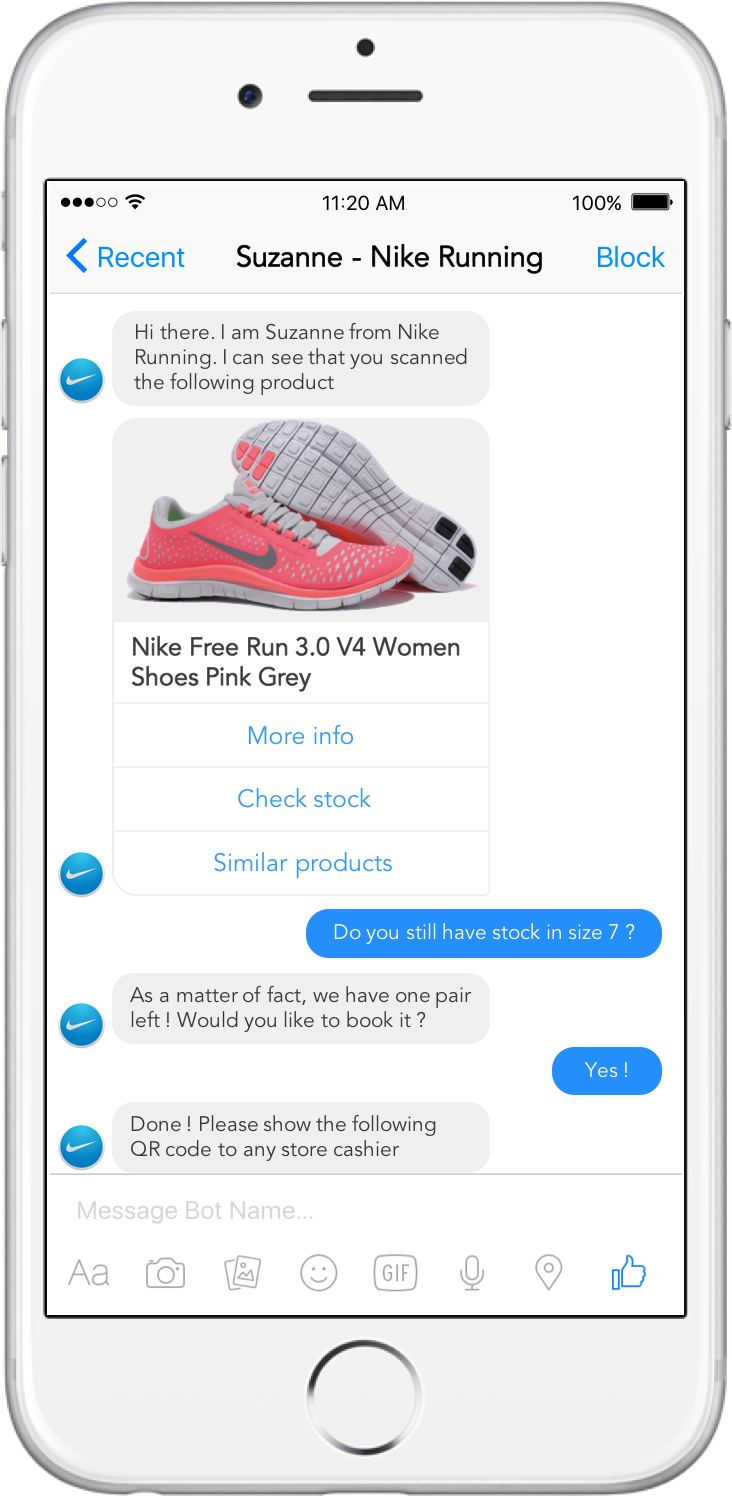 11:20 AM
100%
Recent
Suzanne - Nike Running
Block
Hi there. I am Suzanne from Nike
Running. I can see that you scanned
the following product
Nike Free Run 3.0 V4 Women
Shoes Pink Grey
More info
Check stock
Similar products
Do you still have stock in size 7 ?
As a matter of fact, we have one pair
left ! Would you like to book it ?
Yes !
Done ! Please show the following
QR code to any store cashier
Message Bot Name...
Aa
GIF